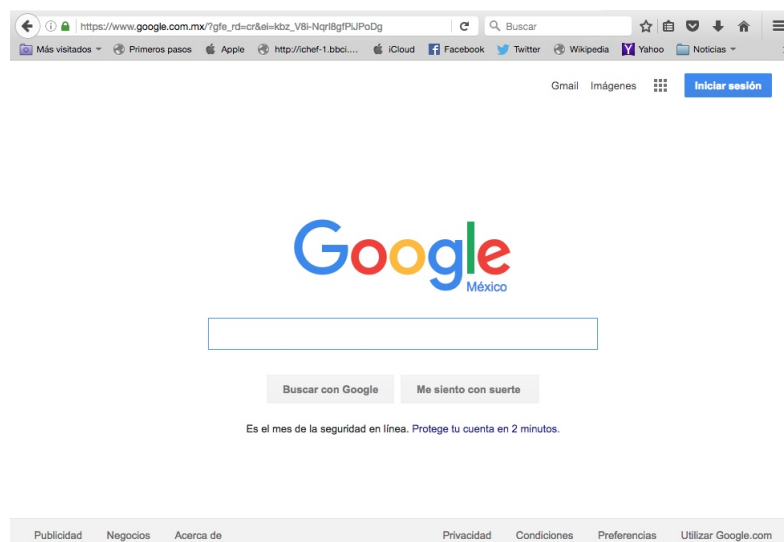 https://www.google.com.mx/?gfe_rd=cr&ei=kbz_V8i-Nqrl8gfPiJPoDg
Buscar
Más visitados
Primeros pasos
Apple
http://ichef-1.bbci....
iCloud
Facebook
Twitter
Wikipedia
Yahoo
Noticias
Gmail Imágenes Iniciar sesión
Google
México
Buscar con Google Me siento con suerte
Es el mes de la seguridad en línea. Protege tu cuenta en 2 minutos.
Publicidad Negocios Acerca de Privacidad Condiciones Preferencias Utilizar Google.com